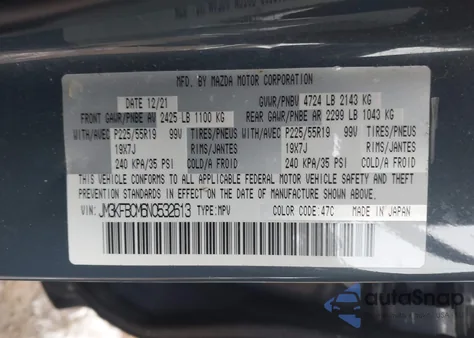 MFD. BY MAZDA MOTOR CORPORATION
DATE 12/21 GVWR/PNBV 4724 LB 2143 KG
FRONT GAWR/PNBE AV 2425 LB 1100 KG REAR GAWR/PNBE AR 2299 LB 1043 KG
WITH/AVEC P225/55R19 99V TIRES/PNEUS WITH/AVEC P225/55R19 99V TIRES/PNEUS
19X7J RIMS/JANTES 19X7J RIMS/JANTES
240 KPA/35 PSI COLD/FROID 240 KPA/35 PSI COLD/FROID
THIS VEHICLE CONFORMS TO ALL APPLICABLE FEDERAL MOTOR VEHICLE SAFETY AND THEFT
PREVENTION STANDARDS IN EFFECT ON THE DATE OF MANUFACTURE SHOWN ABOVE.
VIN: JM3KFBCM6N0532613 TYPE: MPV COLOR CODE: 47C MADE IN JAPAN
autoSnap